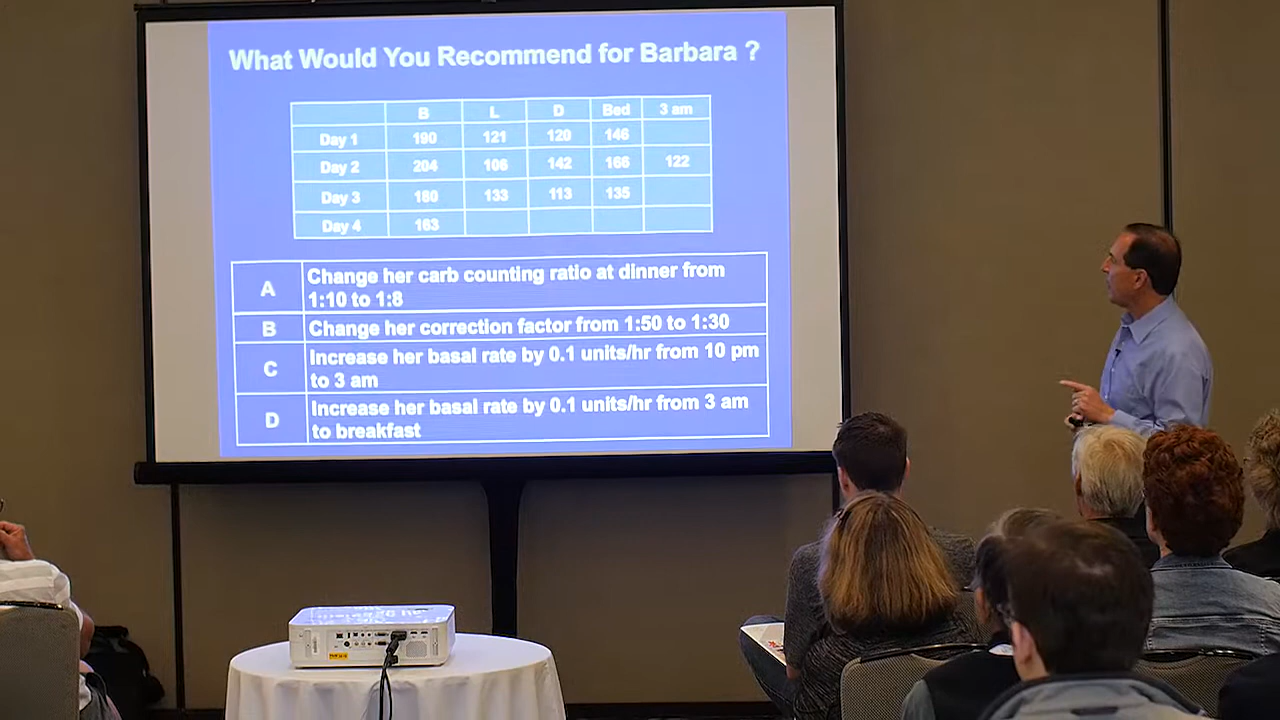 What Would You Recommend for Barbara ?
B L D Bed 3 am
Day 1 190 121 120 146
Day 2 204 106 142 166 122
Day 3 180 133 113 135
Day 4 163
A Change her carb counting ratio at dinner from
1:10 to 1:8
B Change her correction factor from 1:50 to 1:30
C Increase her basal rate by 0.1 units/hr from 10 pm
to 3 am
D Increase her basal rate by 0.1 units/hr from 3 am
to breakfast